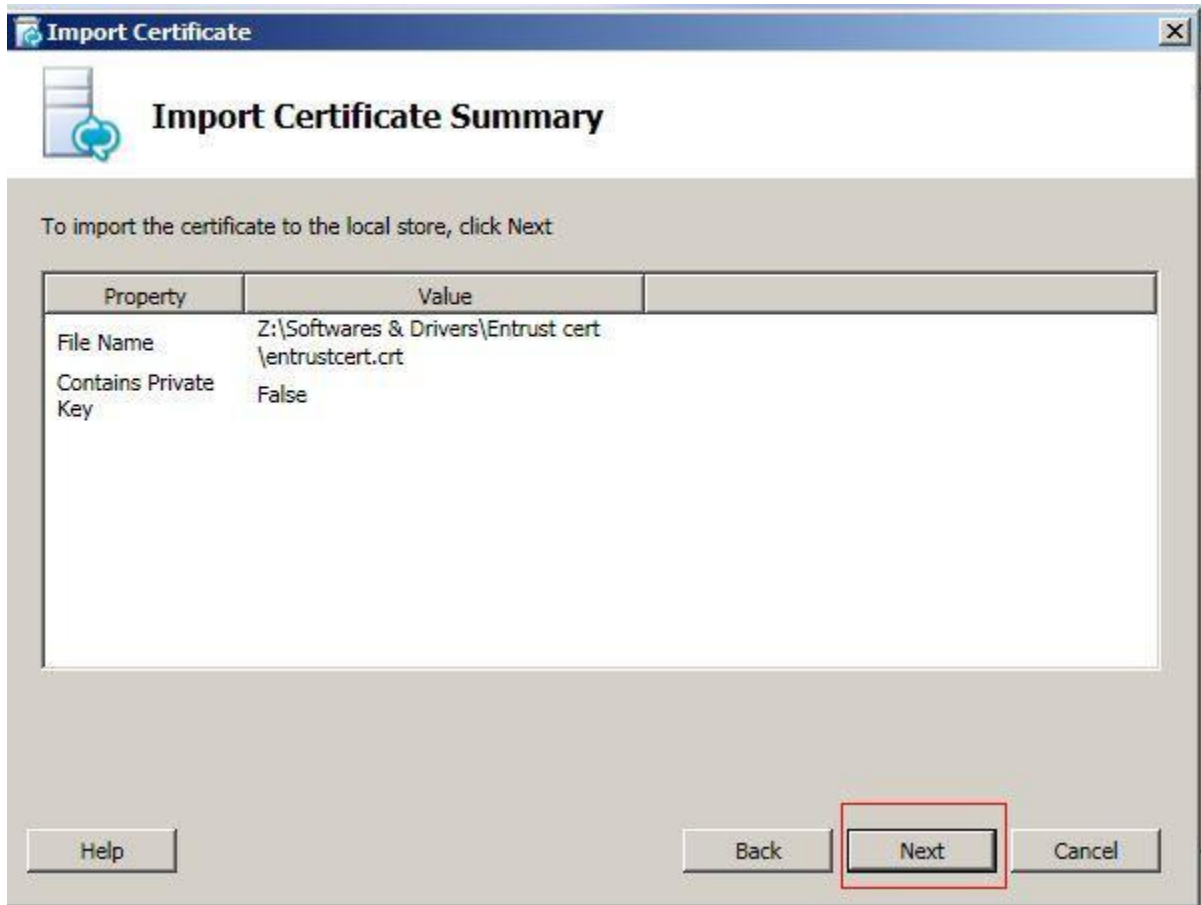 Import Certificate
Import Certificate Summary
To import the certificate to the local store, click Next
Property Value
File Name Z:\Softwares & Drivers\Entrust cert
\entrustcert.crt
Contains Private
Key False
Help Back Next Cancel